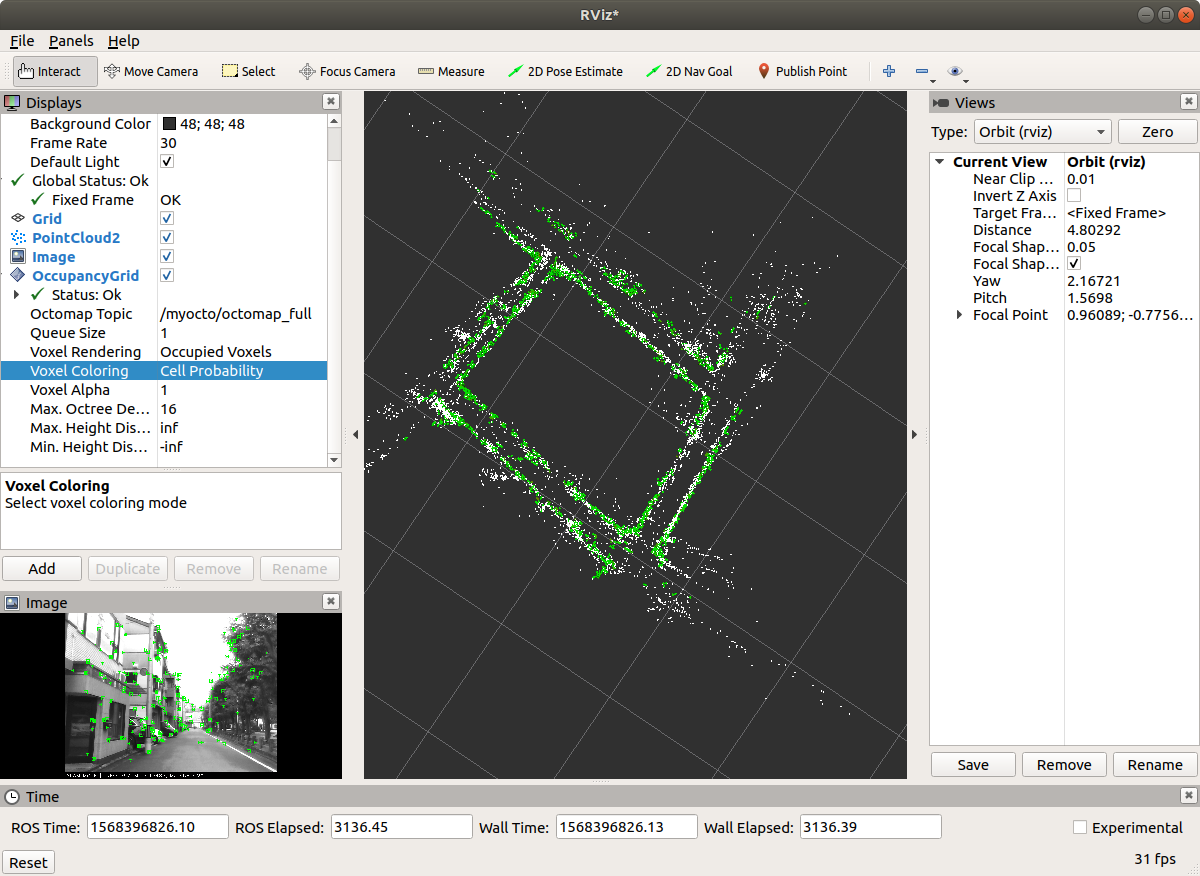 RViz*
File Panels Help
Interact Move Camera Select Focus Camera Measure 2D Pose Estimate 2D Nav Goal Publish Point
Displays
Background Color 48; 48; 48
Frame Rate 30
Default Light
Global Status: Ok
Fixed Frame OK
Grid
PointCloud2
Image
OccupancyGrid
Status: Ok
Octomap Topic /myocto/octomap_full
Queue Size 1
Voxel Rendering Occupied Voxels
Voxel Coloring Cell Probability
Voxel Alpha 1
Max. Octree De... 16
Max. Height Dis... inf
Min. Height Dis... -inf
Voxel Coloring
Select voxel coloring mode
Add Duplicate Remove Rename
Image
Views
Type: Orbit (rviz) Zero
Current View Orbit (rviz)
Near Clip ... 0.01
Invert Z Axis
Target Fra... <Fixed Frame>
Distance 4.80292
Focal Shap... 0.05
Focal Shap...
Yaw 2.16721
Pitch 1.5698
Focal Point 0.96089; -0.7756...
Save Remove Rename
Time
ROS Time: 1568396826.10 ROS Elapsed: 3136.45 Wall Time: 1568396826.13 Wall Elapsed: 3136.39 Experimental
Reset 31 fps